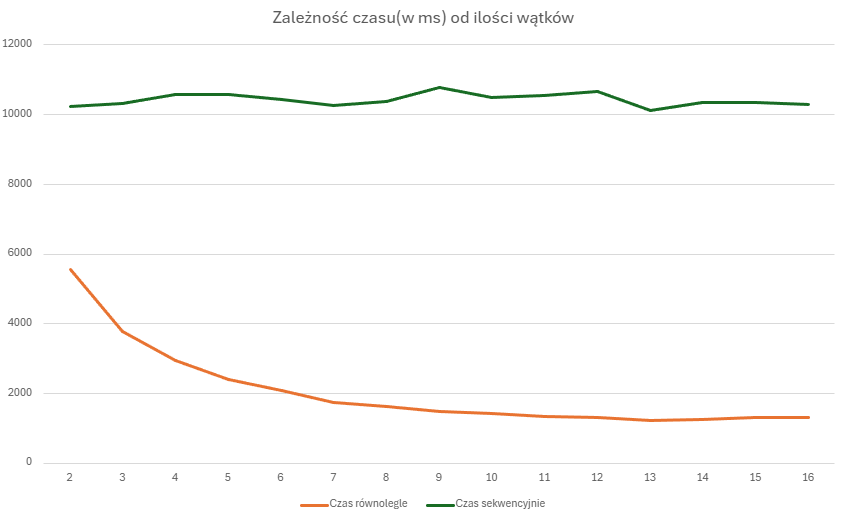 Zależność czasu(w ms) od ilości wątków
12000
10000
8000
6000
4000
2000
0
2 3 4 5 6 7 8 9 10 11 12 13 14 15 16
Czas równolegle Czas sekwencyjnie